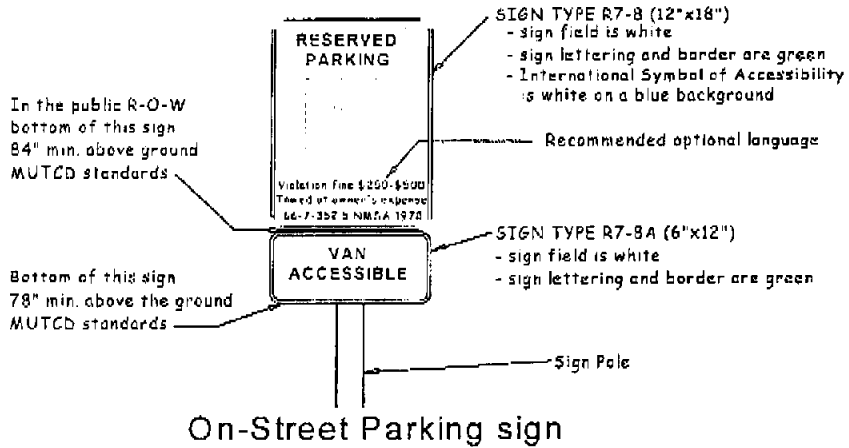 SIGN TYPE R7-8 (12"x18")
- sign field is white
- sign lettering and border are green
- International Symbol of Accessibility
is white on a blue background
RESERVED
PARKING
In the public R-O-W
bottom of this sign
84" min. above ground
MUTCD standards
Recommended optional language
Violation Fine $250-$500
Towed at owner's expense
66-7-352.5 NMSA 1978
SIGN TYPE R7-8A (6"x12")
- sign field is white
- sign lettering and border are green
VAN
ACCESSIBLE
Bottom of this sign
78" min. above the ground
MUTCD standards
Sign Pole
On-Street Parking sign